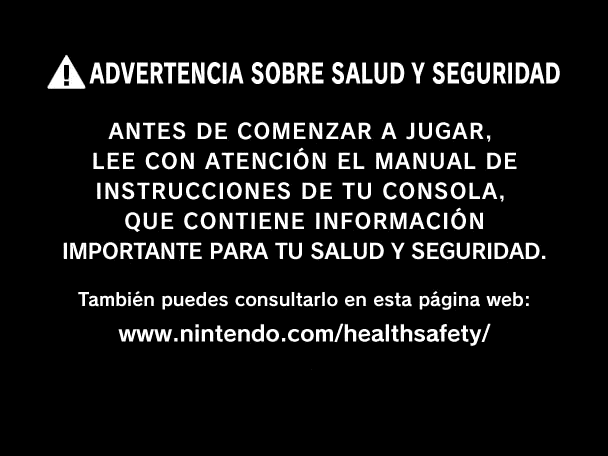 ADVERTENCIA SOBRE SALUD Y SEGURIDAD
ANTES DE COMENZAR A JUGAR,
LEE CON ATENCIÓN EL MANUAL DE
INSTRUCCIONES DE TU CONSOLA,
QUE CONTIENE INFORMACIÓN
IMPORTANTE PARA TU SALUD Y SEGURIDAD.
También puedes consultarlo en esta página web:
www.nintendo.com/healthsafety/